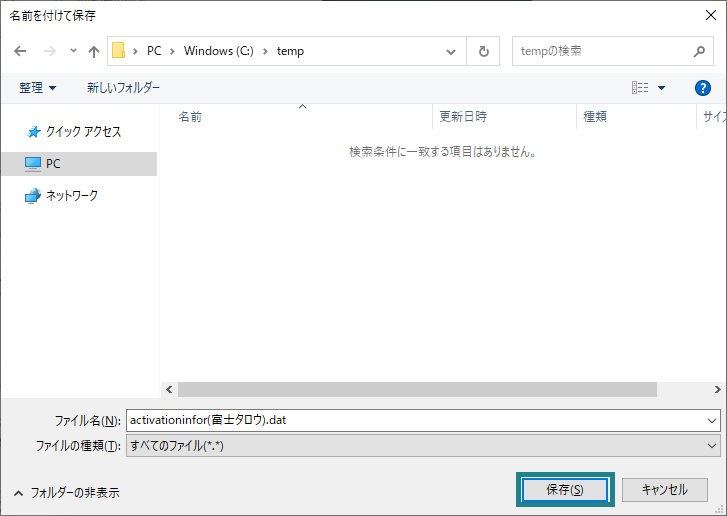 名前を付けて保存
PC > Windows (C:) > temp
tempの検索
整理 新しいフォルダー
名前 更新日時 種類 サイズ
クイック アクセス
検索条件に一致する項目はありません。
PC
ネットワーク
ファイル名(N): activationinfor(富士タロウ).dat
ファイルの種類(T): すべてのファイル(*.*)
フォルダーの非表示 保存(S) キャンセル